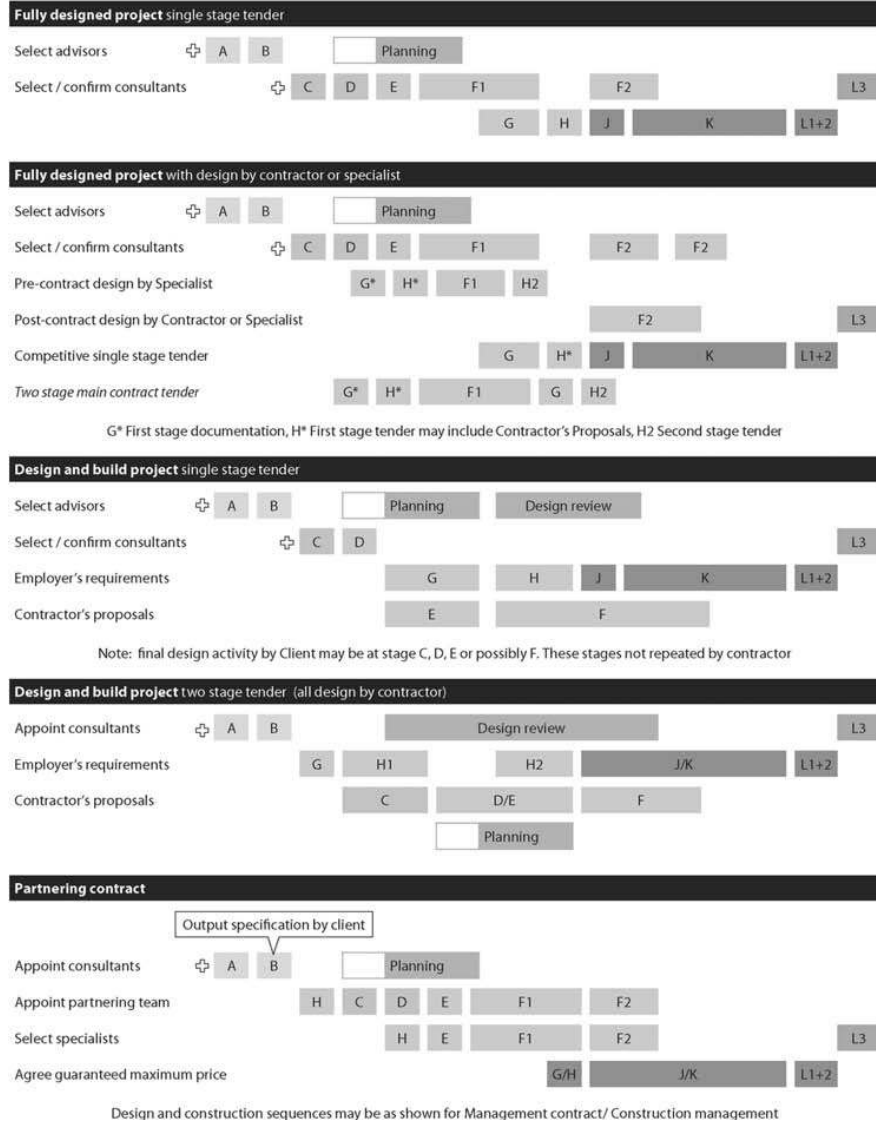 Fully designed project single stage tender
Select advisors A B Planning
Select / confirm consultants C D E F1 F2 L3
G H J K L1+2
Fully designed project with design by contractor or specialist
Select advisors A B Planning
Select / confirm consultants C D E F1 F2 F2
Pre-contract design by Specialist G* H* F1 H2
Post-contract design by Contractor or Specialist F2 L3
Competitive single stage tender G H* J K L1+2
Two stage main contract tender G* H* F1 G H2
G* First stage documentation, H* First stage tender may include Contractor's Proposals, H2 Second stage tender
Design and build project single stage tender
Select advisors A B Planning Design review
Select / confirm consultants C D L3
Employer's requirements G H J K L1+2
Contractor's proposals E F
Note: final design activity by Client may be at stage C, D, E or possibly F. These stages not repeated by contractor
Design and build project two stage tender (all design by contractor)
Appoint consultants A B Design review L3
Employer's requirements G H1 H2 J/K L1+2
Contractor's proposals C D/E F
Planning
Partnering contract
Output specification by client
Appoint consultants A B Planning
Appoint partnering team H C D E F1 F2
Select specialists H E F1 F2 L3
Agree guaranteed maximum price G/H J/K L1+2
Design and construction sequences may be as shown for Management contract/ Construction management